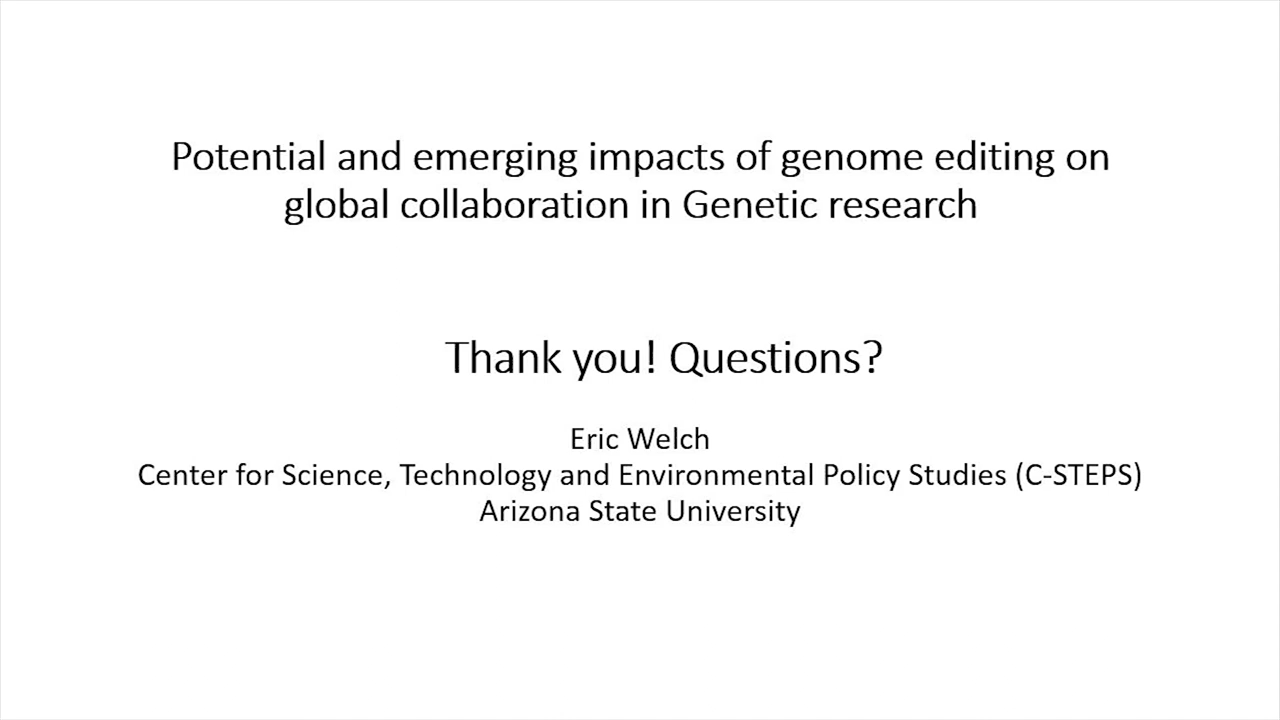 Potential and emerging impacts of genome editing on
global collaboration in Genetic research
Thank you! Questions?
Eric Welch
Center for Science, Technology and Environmental Policy Studies (C-STEPS)
Arizona State University